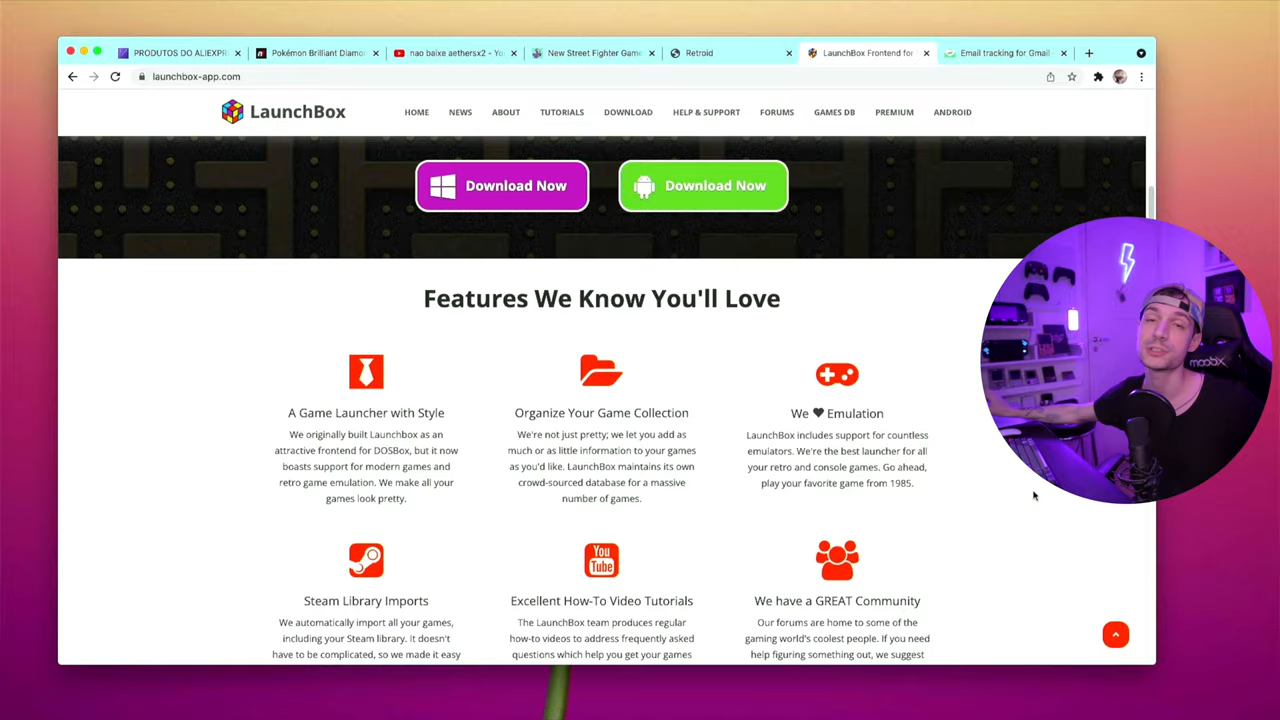 PRODUTOS DO ALIEXPR
Pokémon Brilliant Diamon
nao baixe aethersx2 - Yo
New Street Fighter Game
Retroid
LaunchBox Frontend for
Email tracking for Gmail
launchbox-app.com
LaunchBox
HOME NEWS ABOUT TUTORIALS DOWNLOAD HELP & SUPPORT FORUMS GAMES DB PREMIUM ANDROID
Download Now
Download Now
Features We Know You'll Love
A Game Launcher with Style
We originally built Launchbox as an
attractive frontend for DOSBox, but it now
boasts support for modern games and
retro game emulation. We make all your
games look pretty.
Organize Your Game Collection
We're not just pretty; we let you add as
much or as little information to your games
as you'd like. LaunchBox maintains its own
crowd-sourced database for a massive
number of games.
We ♥ Emulation
LaunchBox includes support for countless
emulators. We're the best launcher for all
your retro and console games. Go ahead,
play your favorite game from 1985.
Steam Library Imports
We automatically import all your games,
including your Steam library. It doesn't
have to be complicated, so we made it easy
You
Tube
Excellent How-To Video Tutorials
The LaunchBox team produces regular
how-to videos to address frequently asked
questions which help you get your games
We have a GREAT Community
Our forums are home to some of the
gaming world's coolest people. If you need
help figuring something out, we suggest
moobx